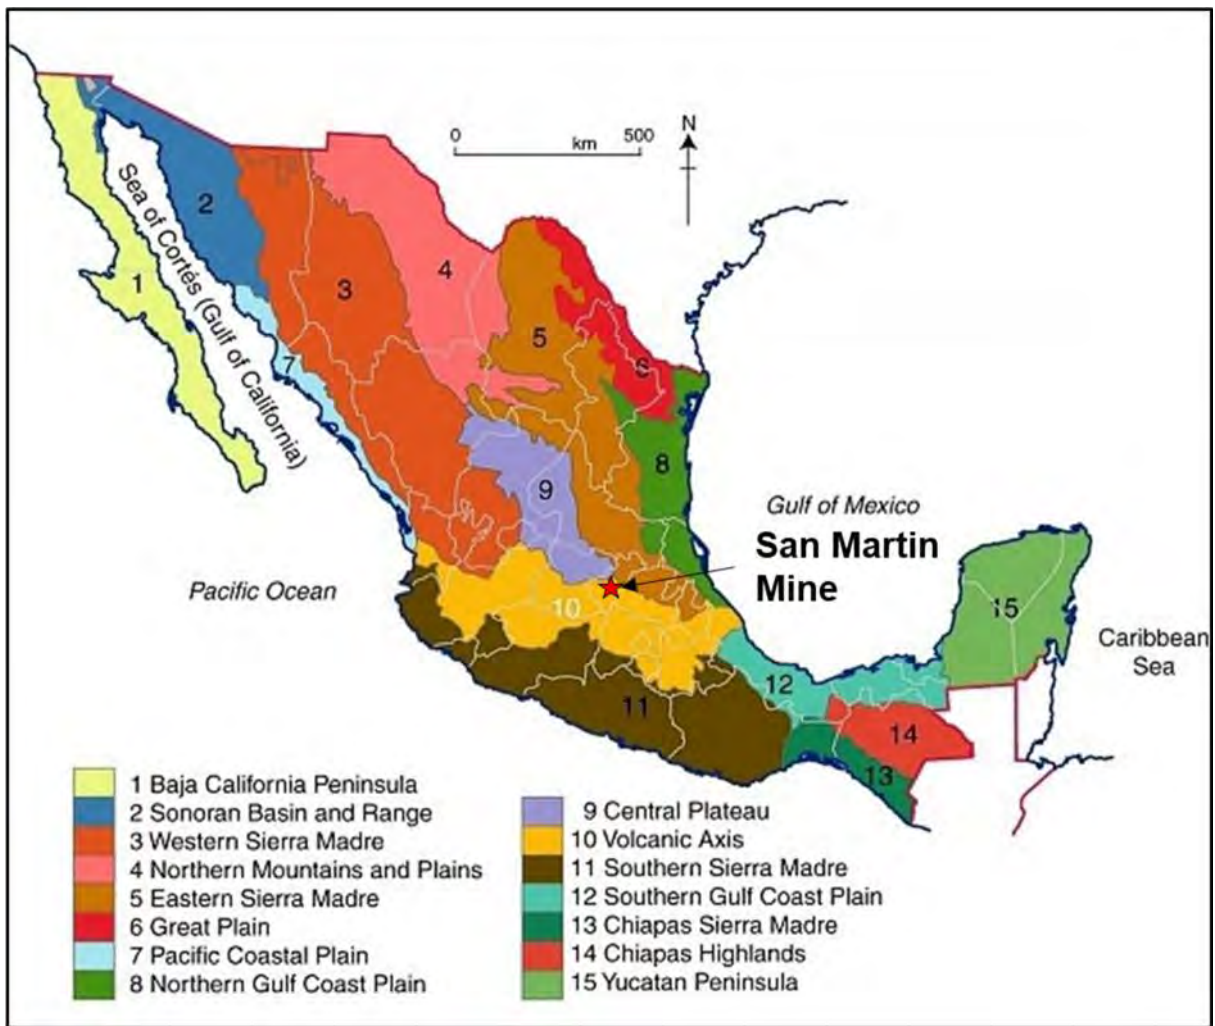 0 500
km
N
Sea of Cortés (Gulf of California)
1
2
3
4
5
6
7
8
9
10
11
12
13
14
15
Gulf of Mexico
San Martin
Mine
Pacific Ocean
Caribbean
Sea
1 Baja California Peninsula
2 Sonoran Basin and Range
3 Western Sierra Madre
4 Northern Mountains and Plains
5 Eastern Sierra Madre
6 Great Plain
7 Pacific Coastal Plain
8 Northern Gulf Coast Plain
9 Central Plateau
10 Volcanic Axis
11 Southern Sierra Madre
12 Southern Gulf Coast Plain
13 Chiapas Sierra Madre
14 Chiapas Highlands
15 Yucatan Peninsula